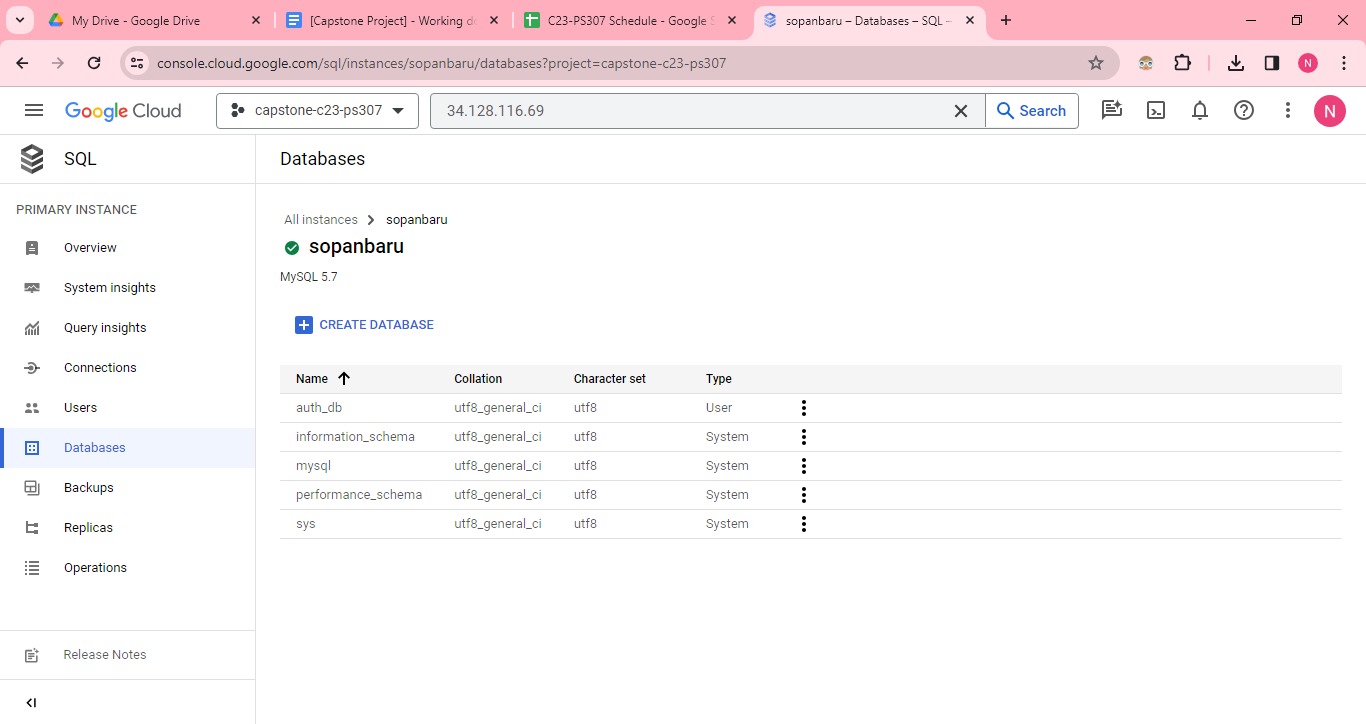 My Drive - Google Drive
[Capstone Project] - Working d
C23-PS307 Schedule - Google S
sopanbaru – Databases – SQL –
console.cloud.google.com/sql/instances/sopanbaru/databases?project=capstone-c23-ps307
N
Google Cloud
capstone-c23-ps307
34.128.116.69
Search
N
SQL
Databases
PRIMARY INSTANCE
Overview
System insights
Query insights
Connections
Users
Databases
Backups
Replicas
Operations
Release Notes
All instances sopanbaru
sopanbaru
MySQL 5.7
CREATE DATABASE
Name Collation Character set Type
auth_db utf8_general_ci utf8 User
information_schema utf8_general_ci utf8 System
mysql utf8_general_ci utf8 System
performance_schema utf8_general_ci utf8 System
sys utf8_general_ci utf8 System